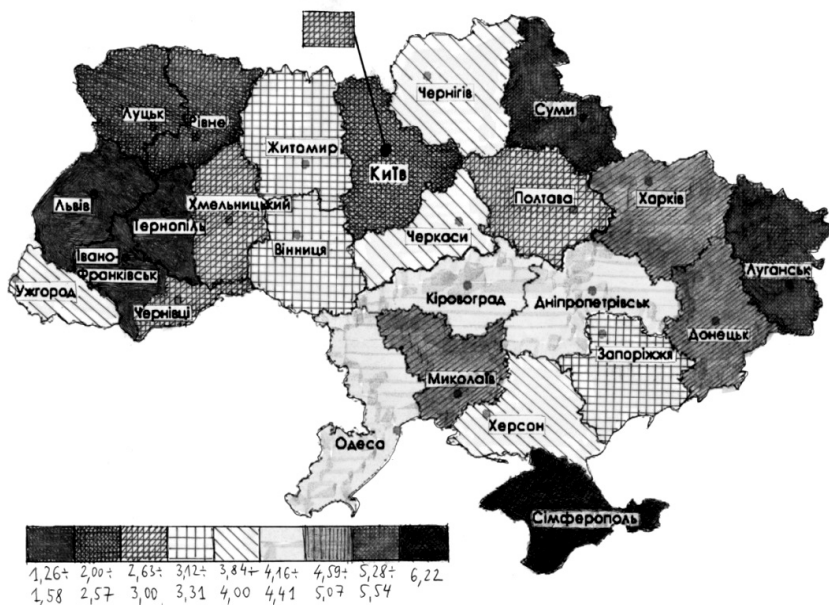 Чернігів
Суми
Луцьк
Рівне
Житомир
Київ
Хмельницький
Полтава
Харків
Львів
Тернопіль
Черкаси
Вінниця
Івано-
Франківськ
Луганськ
Ужгород
Чернівці
Кіровоград
Дніпропетрівськ
Донецьк
Запоріжжя
Миколаїв
Херсон
Одеса
Сімферополь
1,26÷ 2,00÷ 2,63÷ 3,12÷ 3,84÷ 4,16÷ 4,59÷ 5,28÷ 6,22
1,58 2,57 3,00 3,31 4,00 4,41 5,07 5,54